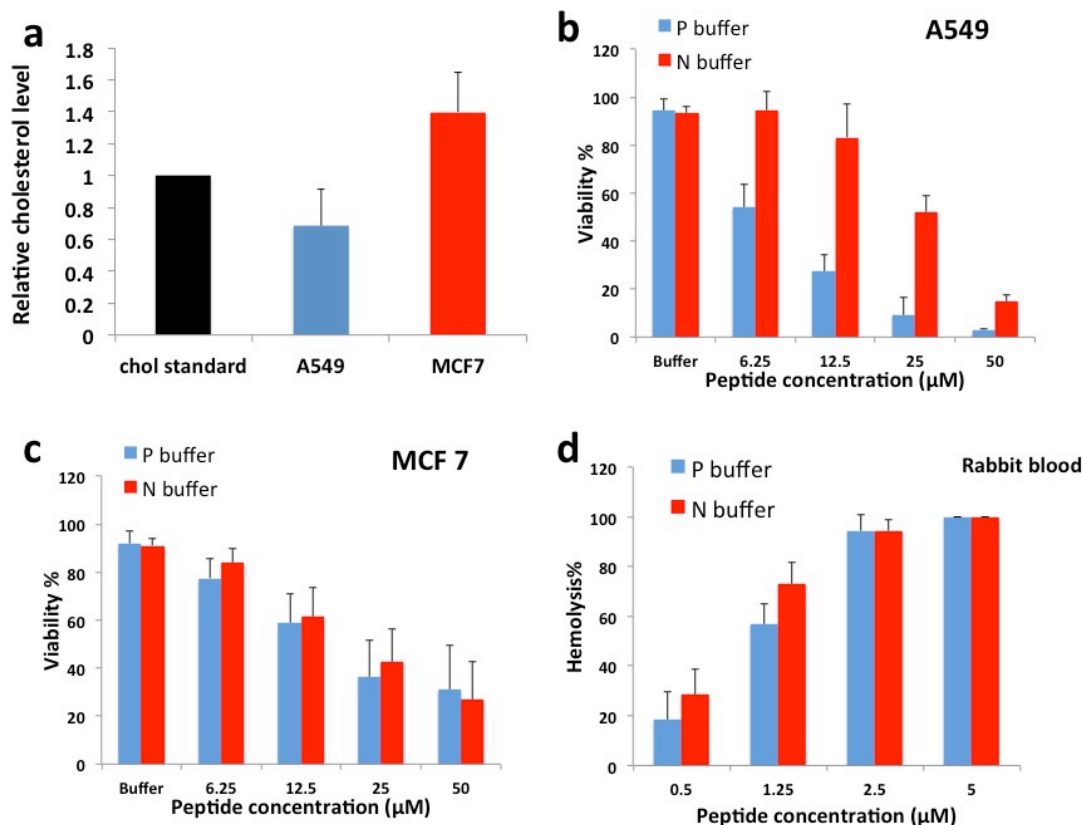 a
Relative cholesterol level
1.8
1.6
1.4
1.2
1
0.8
0.6
0.4
0.2
0
chol standard A549 MCF7
b
A549
P buffer
N buffer
Viability %
120
100
80
60
40
20
0
Buffer 6.25 12.5 25 50
Peptide concentration (μM)
c
MCF 7
P buffer
N buffer
Viability %
120
100
80
60
40
20
0
Buffer 6.25 12.5 25 50
Peptide concentration (μM)
d
Rabbit blood
P buffer
N buffer
Hemolysis%
120
100
80
60
40
20
0
0.5 1.25 2.5 5
Peptide concentration (μM)